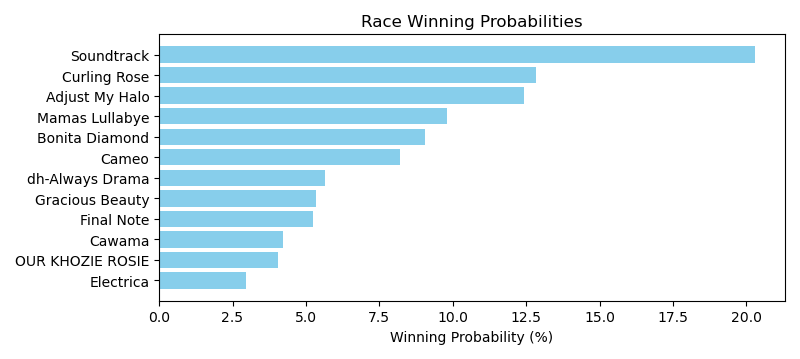 Race Winning Probabilities
Soundtrack
Curling Rose
Adjust My Halo
Mamas Lullabye
Bonita Diamond
Cameo
dh-Always Drama
Gracious Beauty
Final Note
Cawama
OUR KHOZIE ROSIE
Electrica
0.0 2.5 5.0 7.5 10.0 12.5 15.0 17.5 20.0
Winning Probability (%)